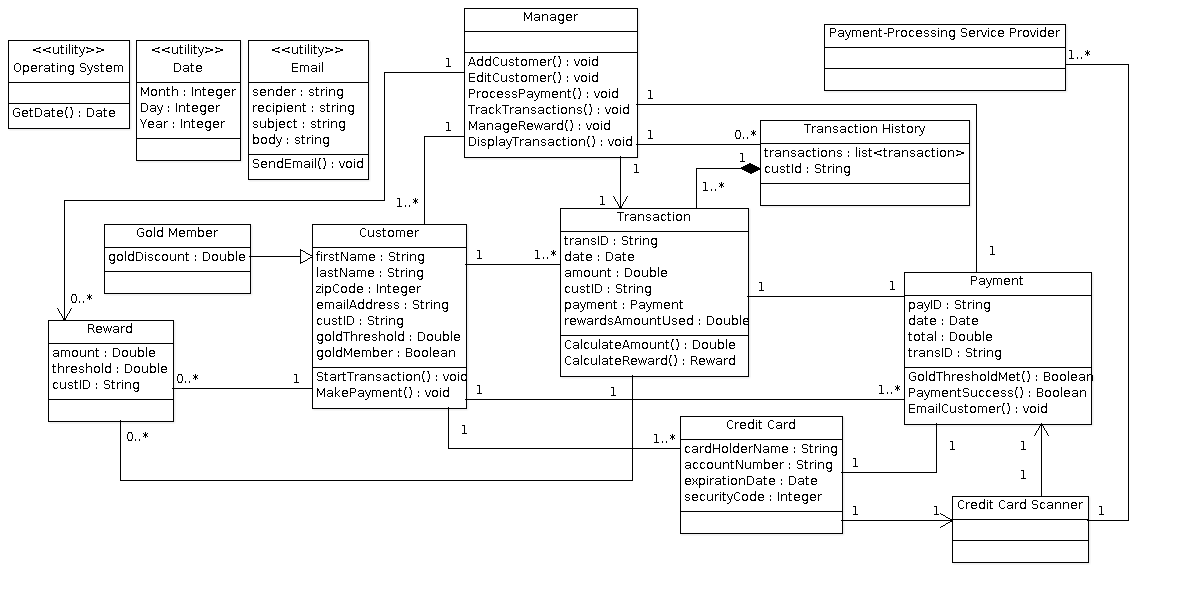 Manager
AddCustomer() : void
EditCustomer() : void
ProcessPayment() : void
TrackTransactions() : void
ManageReward() : void
DisplayTransaction() : void
<<utility>>
Operating System
GetDate() : Date
<<utility>>
Date
Month : Integer
Day : Integer
Year : Integer
<<utility>>
Email
sender : string
recipient : string
subject : string
body : string
SendEmail() : void
Payment-Processing Service Provider
1..*
1
1
1
1
0..*
1
1
1..*
Transaction History
transactions : list<transaction>
custId : String
1..*
1
Gold Member
goldDiscount : Double
Customer
firstName : String
lastName : String
zipCode : Integer
emailAddress : String
custID : String
goldThreshold : Double
goldMember : Boolean
StartTransaction() : void
MakePayment() : void
1
1..*
Transaction
transID : String
date : Date
amount : Double
custID : String
payment : Payment
rewardsAmountUsed : Double
CalculateAmount() : Double
CalculateReward() : Reward
1
1
1
Payment
payID : String
date : Date
total : Double
transID : String
GoldThresholdMet() : Boolean
PaymentSuccess() : Boolean
EmailCustomer() : void
0..*
Reward
amount : Double
threshold : Double
custID : String
0..*
1
1
1
1..*
0..*
1
1..*
Credit Card
cardHolderName : String
accountNumber : String
expirationDate : Date
securityCode : Integer
1
1
1
1
1
1
Credit Card Scanner
1